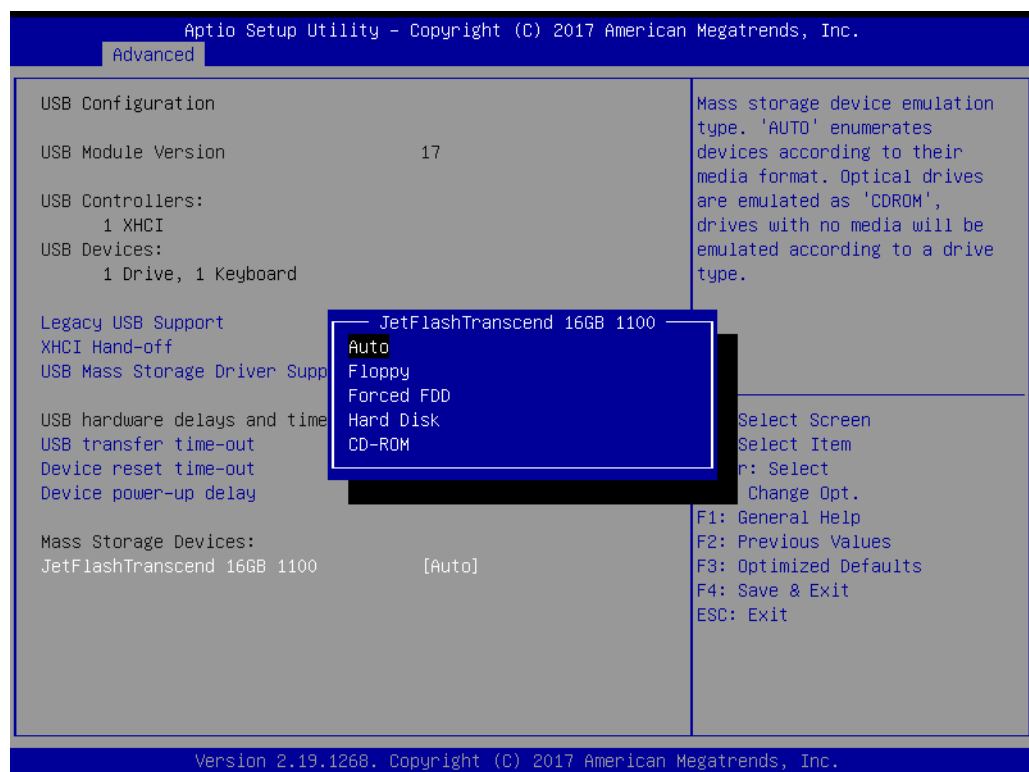 Aptio Setup Utility – Copyright (C) 2017 American Megatrends, Inc.
Advanced
USB Configuration
USB Module Version 17
USB Controllers:
1 XHCI
USB Devices:
1 Drive, 1 Keyboard
Legacy USB Support
XHCI Hand-off
USB Mass Storage Driver Supp
USB hardware delays and time
USB transfer time-out
Device reset time-out
Device power-up delay
Mass Storage Devices:
JetFlashTranscend 16GB 1100 [Auto]
JetFlashTranscend 16GB 1100
Auto
Floppy
Forced FDD
Hard Disk
CD-ROM
Mass storage device emulation
type. 'AUTO' enumerates
devices according to their
media format. Optical drives
are emulated as 'CDROM',
drives with no media will be
emulated according to a drive
type.
Select Screen
Select Item
r: Select
Change Opt.
F1: General Help
F2: Previous Values
F3: Optimized Defaults
F4: Save & Exit
ESC: Exit
Version 2.19.1268. Copyright (C) 2017 American Megatrends, Inc.